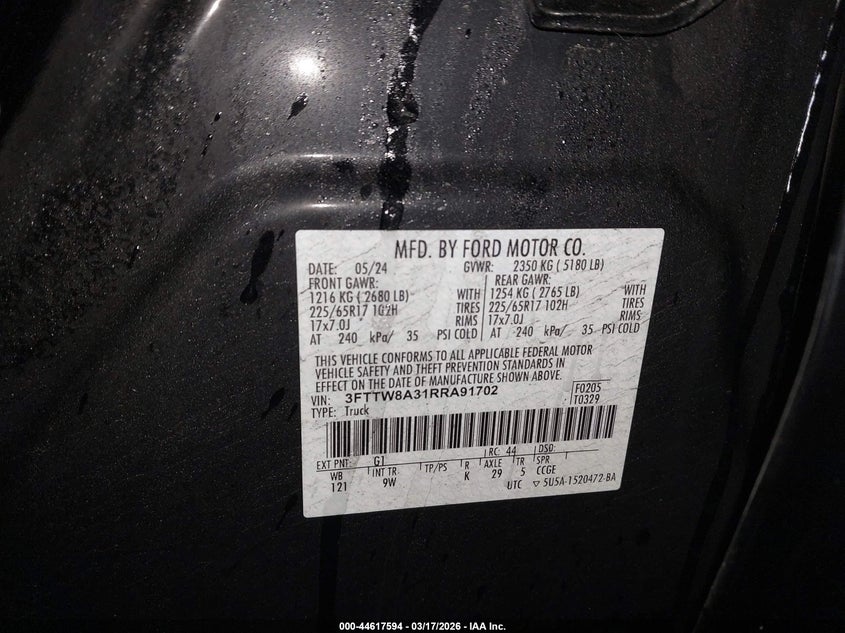 MFD. BY FORD MOTOR CO.
DATE: 05/24 GVWR: 2350 KG ( 5180 LB)
FRONT GAWR: REAR GAWR:
1216 KG ( 2680 LB) WITH 1254 KG ( 2765 LB) WITH
225/65R17 102H TIRES 225/65R17 102H TIRES
17x7.0J RIMS 17x7.0J RIMS
AT 240 kPa/ 35 PSI COLD AT 240 kPa/ 35 PSI COLD
THIS VEHICLE CONFORMS TO ALL APPLICABLE FEDERAL MOTOR
VEHICLE SAFETY AND THEFT PREVENTION STANDARDS IN
EFFECT ON THE DATE OF MANUFACTURE SHOWN ABOVE.
VIN: 3FTTW8A31RRA91702 F0205
TYPE: Truck T0329
EXT PNT: G1 RC: 44 DSO:
WB INT TR TP/PS R AXLE TR SPR
121 9W K 29 5 CCGE
UTC ▽ 5U5A-1520472-BA
000-44617594 - 03/17/2026 - IAA Inc.